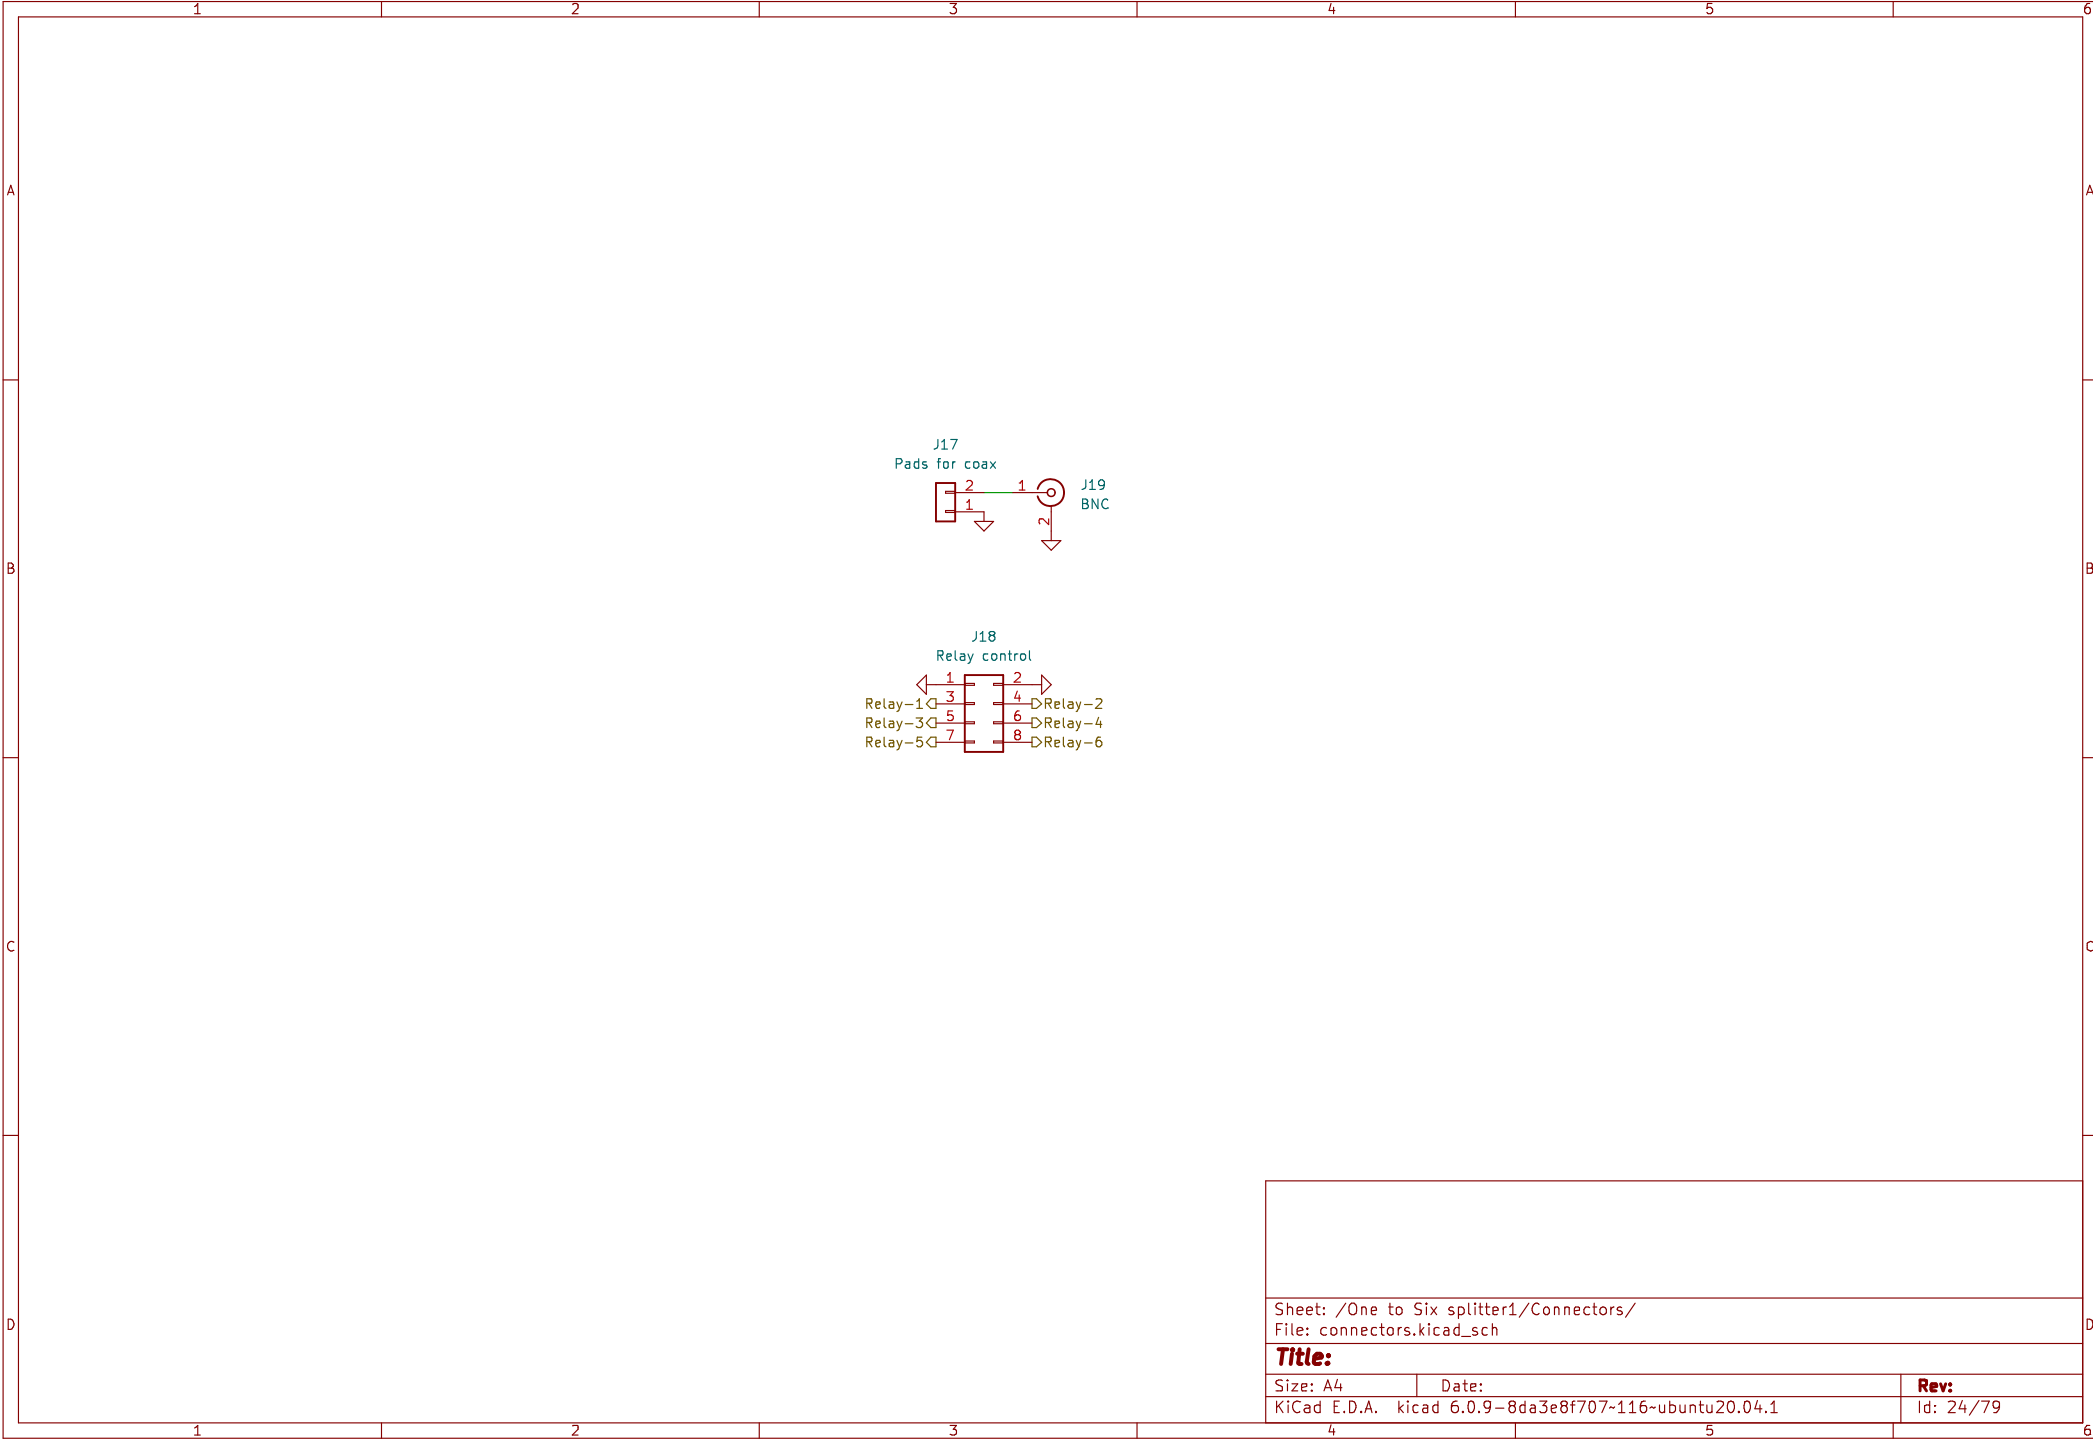 1 2 3 4 5 6
A A
J17
Pads for coax
2 1 J19
1 BNC
2
B B
J18
Relay control
1 2
Relay-1 3 4 Relay-2
Relay-3 5 6 Relay-4
Relay-5 7 8 Relay-6
C C
Sheet: /One to Six splitter1/Connectors/
D D
File: connectors.kicad_sch
Title:
Size: A4 Date: Rev:
KiCad E.D.A. kicad 6.0.9-8da3e8f707~116~ubuntu20.04.1 Id: 24/79
1 2 3 4 5 6